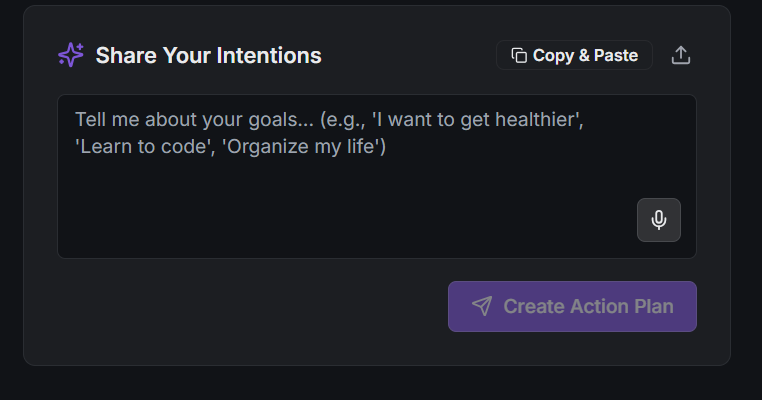 Share Your Intentions
Copy & Paste
Tell me about your goals... (e.g., 'I want to get healthier',
'Learn to code', 'Organize my life')
Create Action Plan